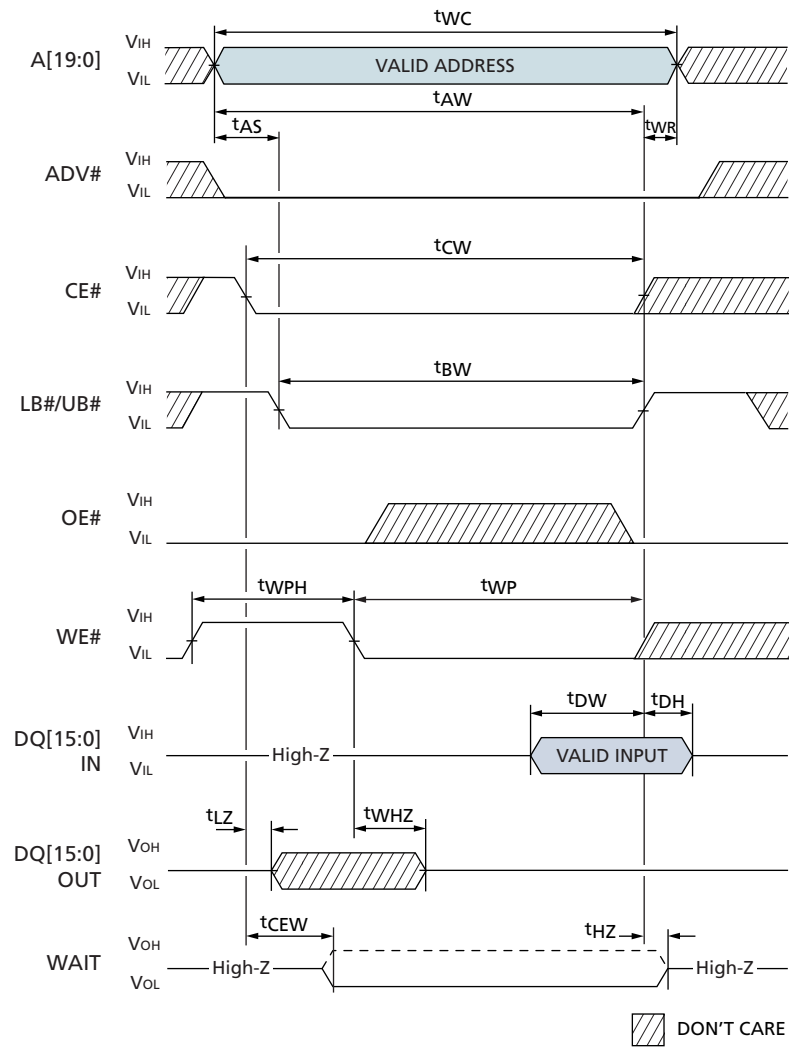 tWC
A[19:0]
VIH
VIL
VALID ADDRESS
tAW
tAS
tWR
ADV#
VIH
VIL
tCW
CE#
VIH
VIL
tBW
LB#/UB#
VIH
VIL
OE#
VIH
VIL
tWPH
tWP
WE#
VIH
VIL
tDW
tDH
DQ[15:0]
IN
VIH
VIL
High-Z
VALID INPUT
tLZ
tWHZ
DQ[15:0]
OUT
VOH
VOL
tCEW
tHZ
WAIT
VOH
VOL
High-Z
High-Z
DON'T CARE